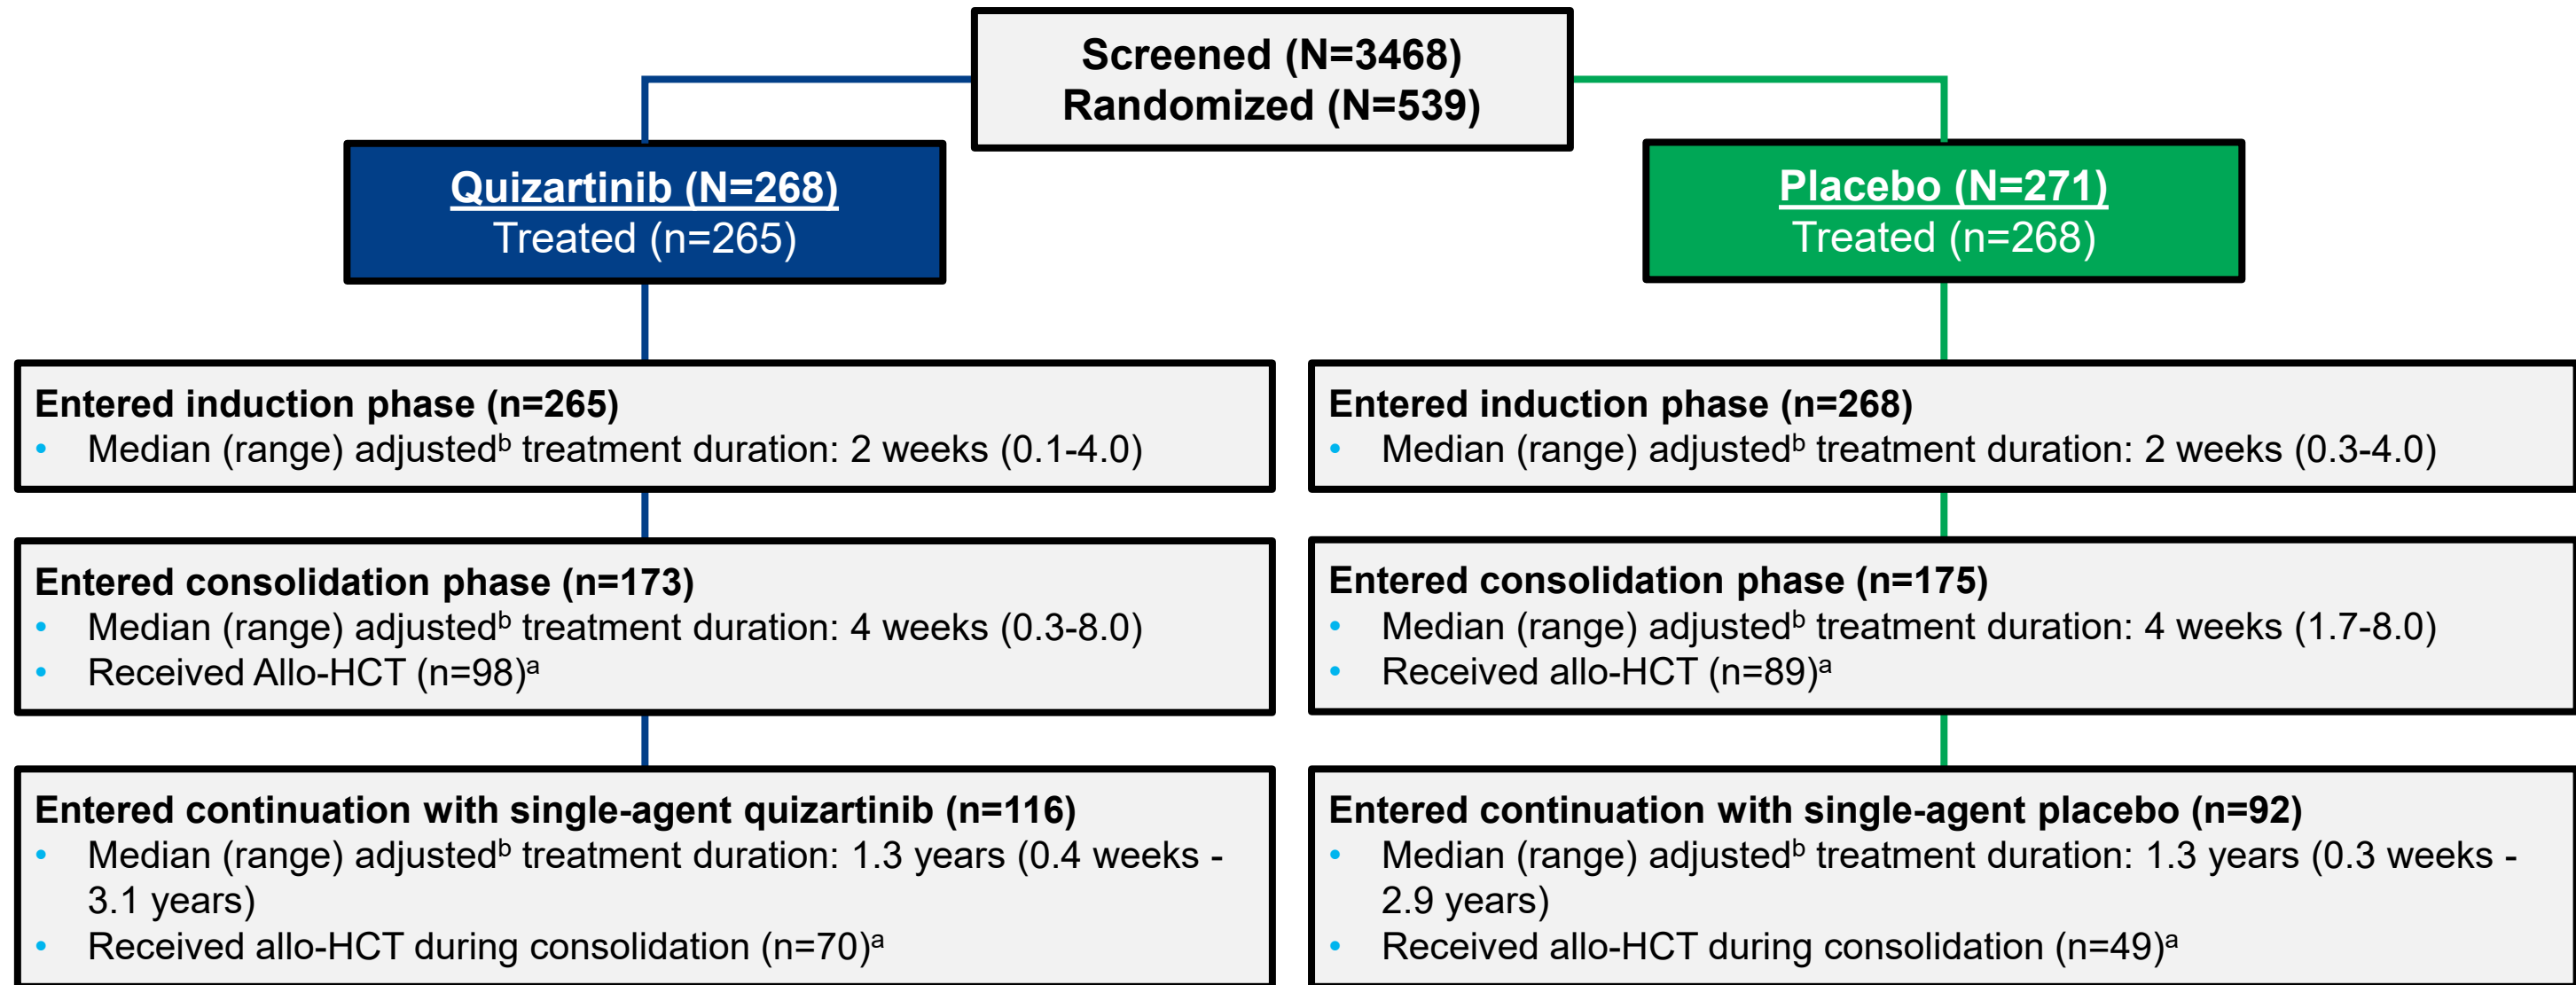 Screened (N=3468)
Randomized (N=539)
Quizartinib (N=268)
Treated (n=265)
Placebo (N=271)
Treated (n=268)
Entered induction phase (n=265)
• Median (range) adjustedᵇ treatment duration: 2 weeks (0.1-4.0)
Entered induction phase (n=268)
• Median (range) adjustedᵇ treatment duration: 2 weeks (0.3-4.0)
Entered consolidation phase (n=173)
• Median (range) adjustedᵇ treatment duration: 4 weeks (0.3-8.0)
• Received Allo-HCT (n=98)ᵃ
Entered consolidation phase (n=175)
• Median (range) adjustedᵇ treatment duration: 4 weeks (1.7-8.0)
• Received allo-HCT (n=89)ᵃ
Entered continuation with single-agent quizartinib (n=116)
• Median (range) adjustedᵇ treatment duration: 1.3 years (0.4 weeks -
3.1 years)
• Received allo-HCT during consolidation (n=70)ᵃ
Entered continuation with single-agent placebo (n=92)
• Median (range) adjustedᵇ treatment duration: 1.3 years (0.3 weeks -
2.9 years)
• Received allo-HCT during consolidation (n=49)ᵃ